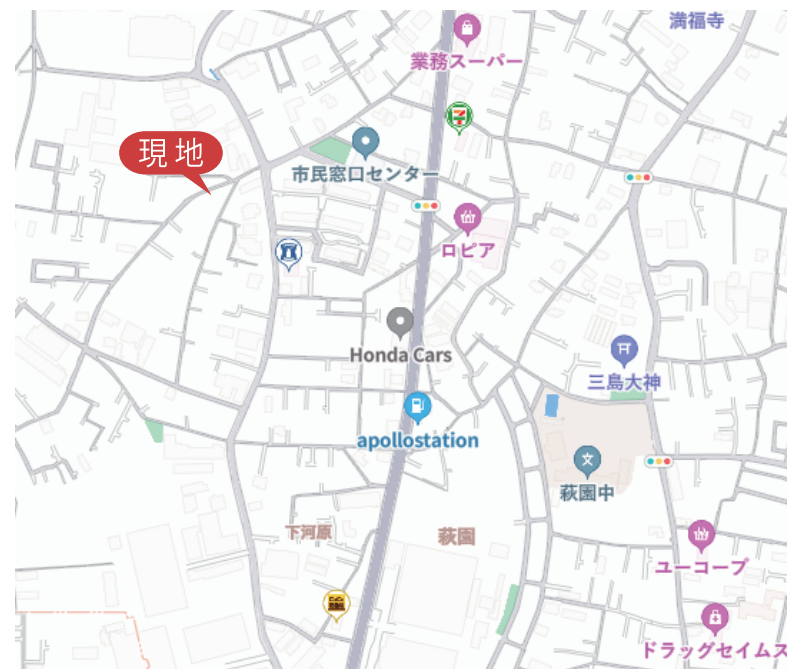 満福寺
業務スーパー
現地
市民窓口センター
ロピア
Honda Cars
三島大神
apollostation
萩園中
下河原
萩園
ユーコープ
ドラッグセイムス